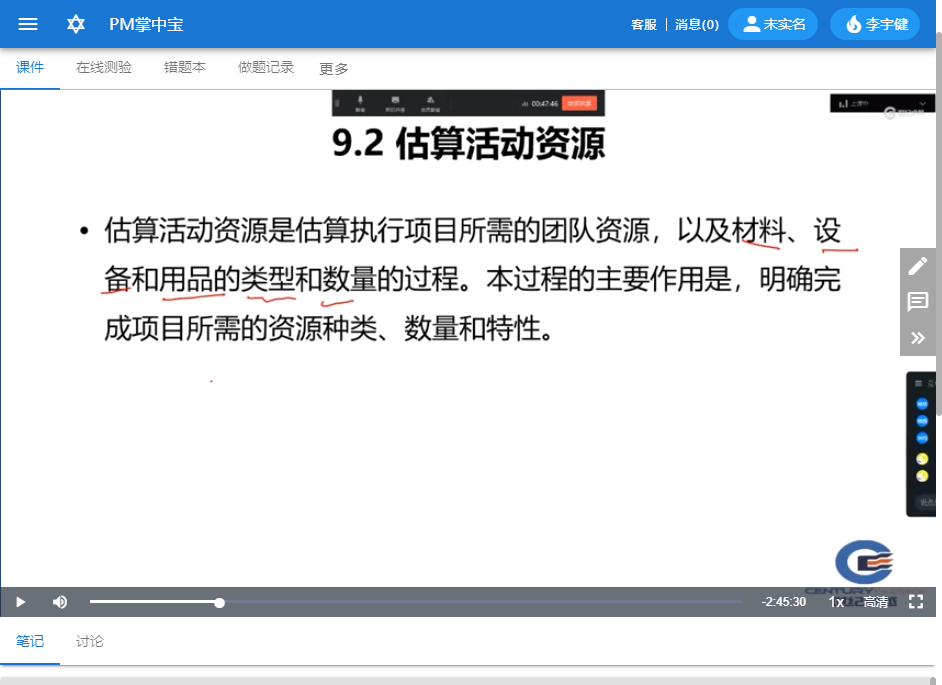 PM掌中宝
客服 | 消息(0)
未实名
李宇健
课件
在线测验
错题本
做题记录
更多
00:47:46
上课中
9.2 估算活动资源
• 估算活动资源是估算执行项目所需的团队资源，以及材料、设
备和用品的类型和数量的过程。本过程的主要作用是，明确完
成项目所需的资源种类、数量和特性。
CENTURY
-2:45:30
1x
高清
笔记
讨论